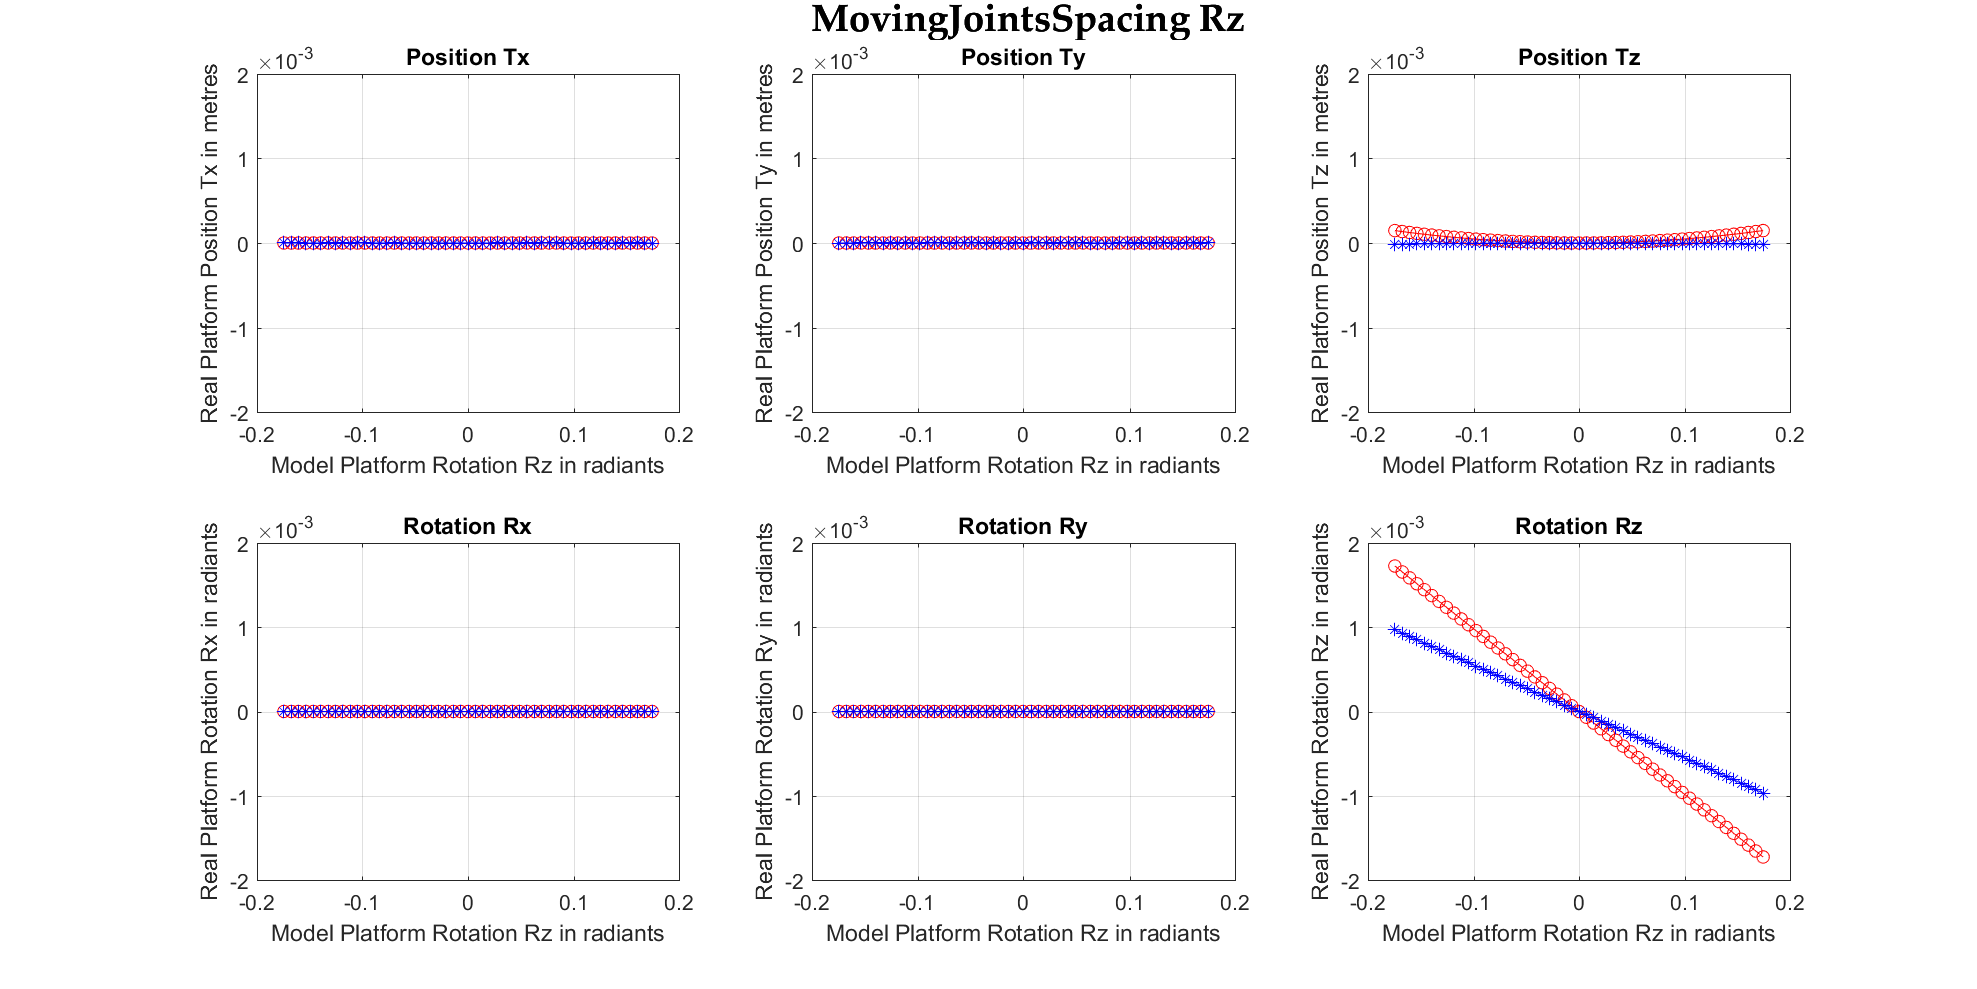 MovingJointsSpacing Rz
Position Tx
×10-3
Real Platform Position Tx in metres
2
1
0
-1
-2
-0.2 -0.1 0 0.1 0.2
Model Platform Rotation Rz in radiants
Position Ty
×10-3
Real Platform Position Ty in metres
2
1
0
-1
-2
-0.2 -0.1 0 0.1 0.2
Model Platform Rotation Rz in radiants
Position Tz
×10-3
Real Platform Position Tz in metres
2
1
0
-1
-2
-0.2 -0.1 0 0.1 0.2
Model Platform Rotation Rz in radiants
Rotation Rx
×10-3
Real Platform Rotation Rx in radiants
2
1
0
-1
-2
-0.2 -0.1 0 0.1 0.2
Model Platform Rotation Rz in radiants
Rotation Ry
×10-3
Real Platform Rotation Ry in radiants
2
1
0
-1
-2
-0.2 -0.1 0 0.1 0.2
Model Platform Rotation Rz in radiants
Rotation Rz
×10-3
Real Platform Rotation Rz in radiants
2
1
0
-1
-2
-0.2 -0.1 0 0.1 0.2
Model Platform Rotation Rz in radiants